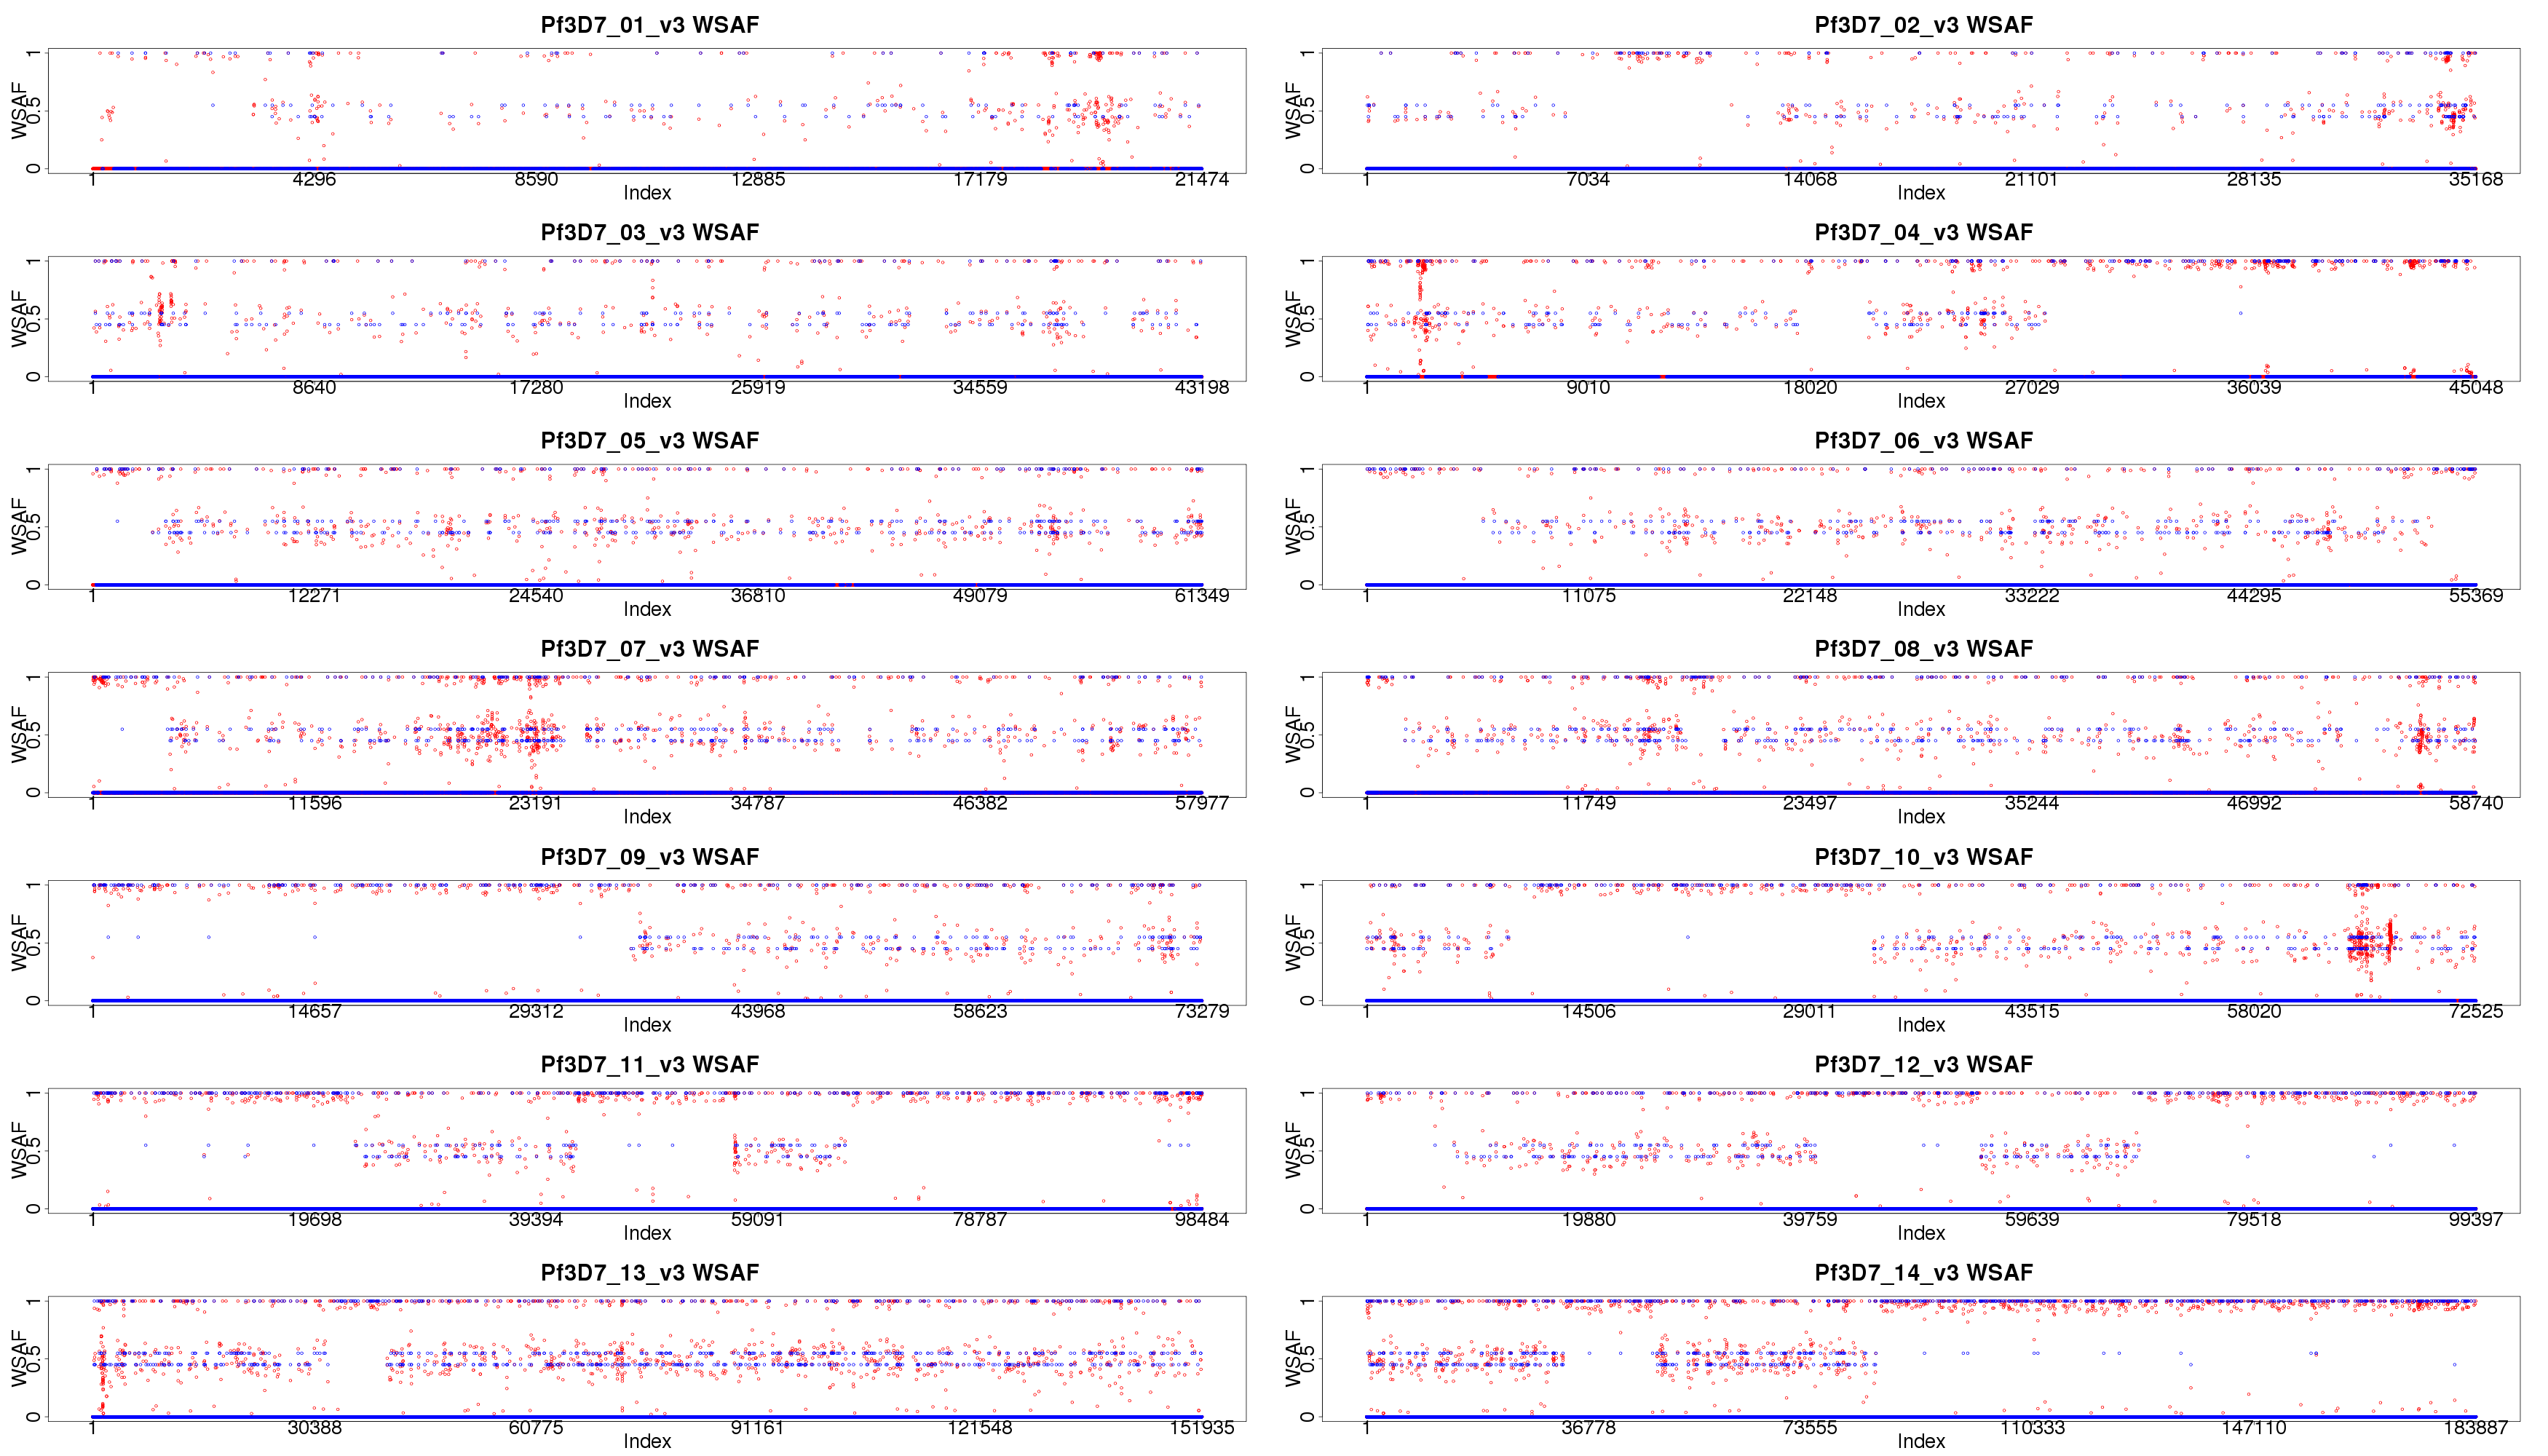 Pf3D7_01_v3 WSAF
WSAF
0 0.5 1
1 4296 8590 12885 17179 21474
Index
Pf3D7_02_v3 WSAF
WSAF
0 0.5 1
1 7034 14068 21101 28135 35168
Index
Pf3D7_03_v3 WSAF
WSAF
0 0.5 1
1 8640 17280 25919 34559 43198
Index
Pf3D7_04_v3 WSAF
WSAF
0 0.5 1
1 9010 18020 27029 36039 45048
Index
Pf3D7_05_v3 WSAF
WSAF
0 0.5 1
1 12271 24540 36810 49079 61349
Index
Pf3D7_06_v3 WSAF
WSAF
0 0.5 1
1 11075 22148 33222 44295 55369
Index
Pf3D7_07_v3 WSAF
WSAF
0 0.5 1
1 11596 23191 34787 46382 57977
Index
Pf3D7_08_v3 WSAF
WSAF
0 0.5 1
1 11749 23497 35244 46992 58740
Index
Pf3D7_09_v3 WSAF
WSAF
0 0.5 1
1 14657 29312 43968 58623 73279
Index
Pf3D7_10_v3 WSAF
WSAF
0 0.5 1
1 14506 29011 43515 58020 72525
Index
Pf3D7_11_v3 WSAF
WSAF
0 0.5 1
1 19698 39394 59091 78787 98484
Index
Pf3D7_12_v3 WSAF
WSAF
0 0.5 1
1 19880 39759 59639 79518 99397
Index
Pf3D7_13_v3 WSAF
WSAF
0 0.5 1
1 30388 60775 91161 121548 151935
Index
Pf3D7_14_v3 WSAF
WSAF
0 0.5 1
1 36778 73555 110333 147110 183887
Index